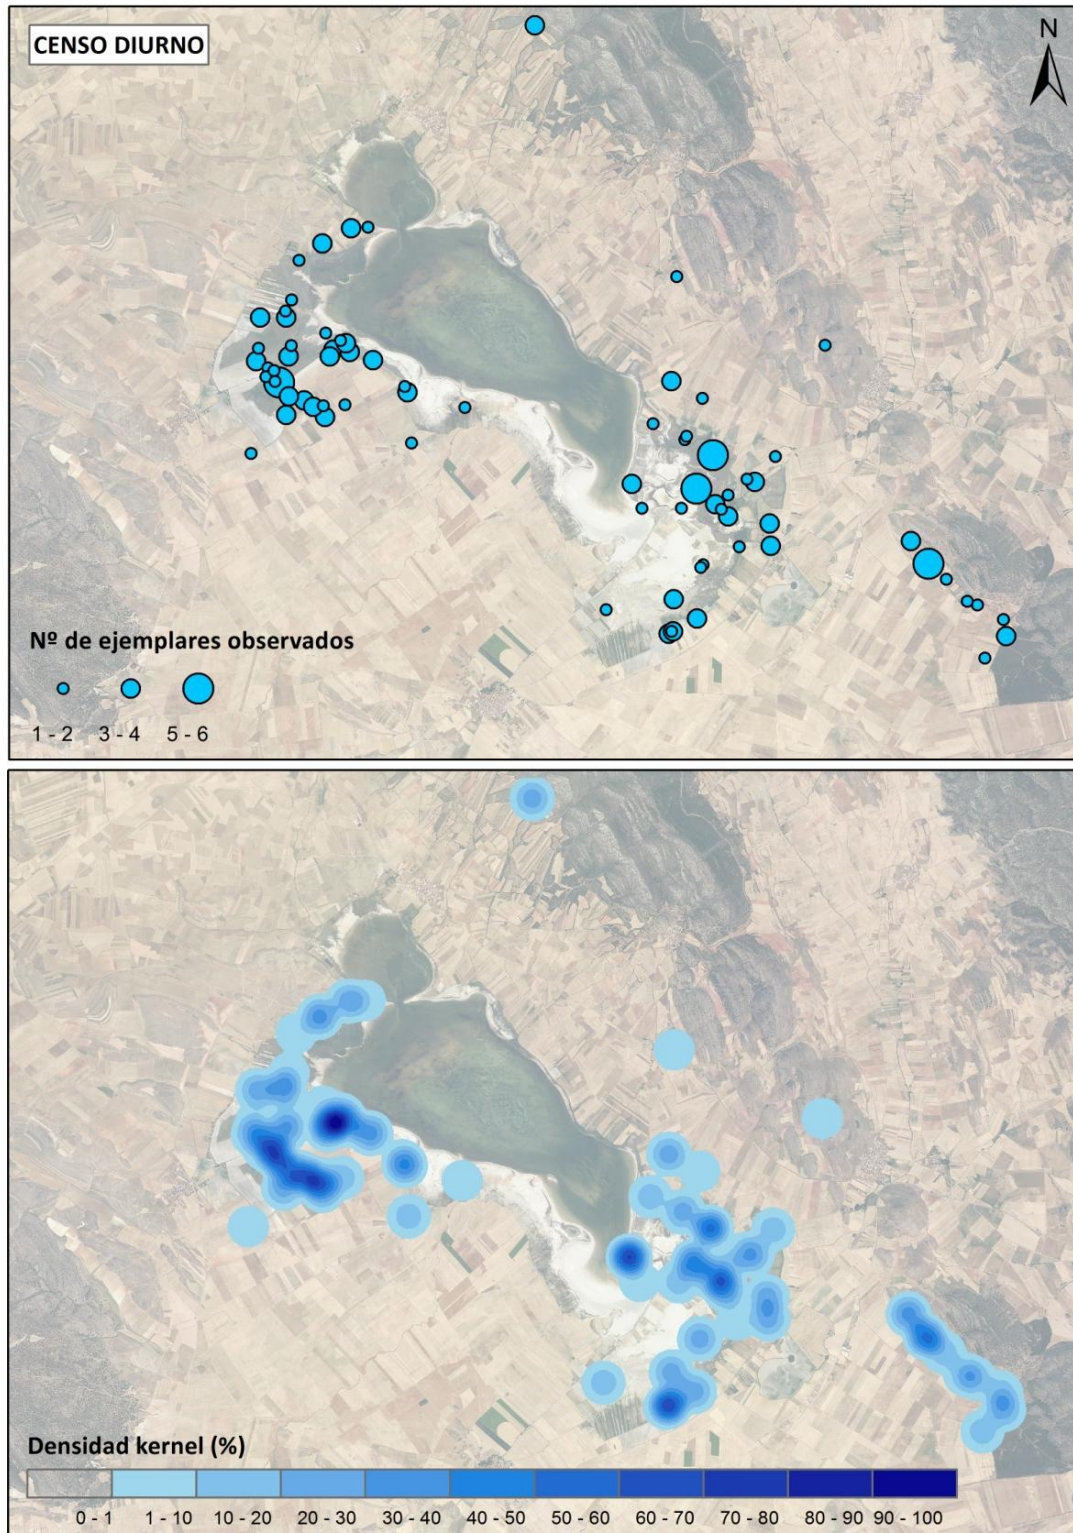 CENSO DIURNO
N
Nº de ejemplares observados
1 - 2 3 - 4 5 - 6
Densidad kernel (%)
0 - 1 1 - 10 10 - 20 20 - 30 30 - 40 40 - 50 50 - 60 60 - 70 70 - 80 80 - 90 90 - 100